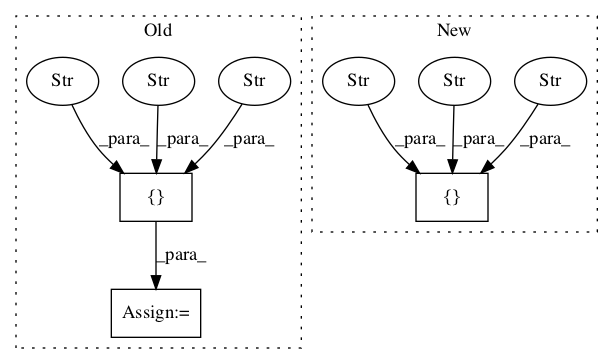 Old
New
Str Str Str Str Str Str
_para_ _para_ _para_ _para_ _para_ _para_
{} {}
_para_
Assign:=